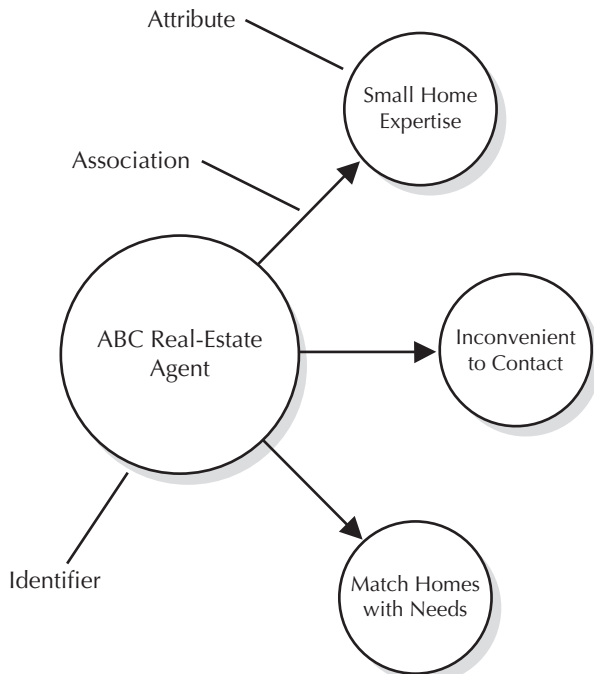 Attribute
Small Home
Expertise
Association
ABC Real-Estate
Agent
Inconvenient
to Contact
Identifier
Match Homes
with Needs